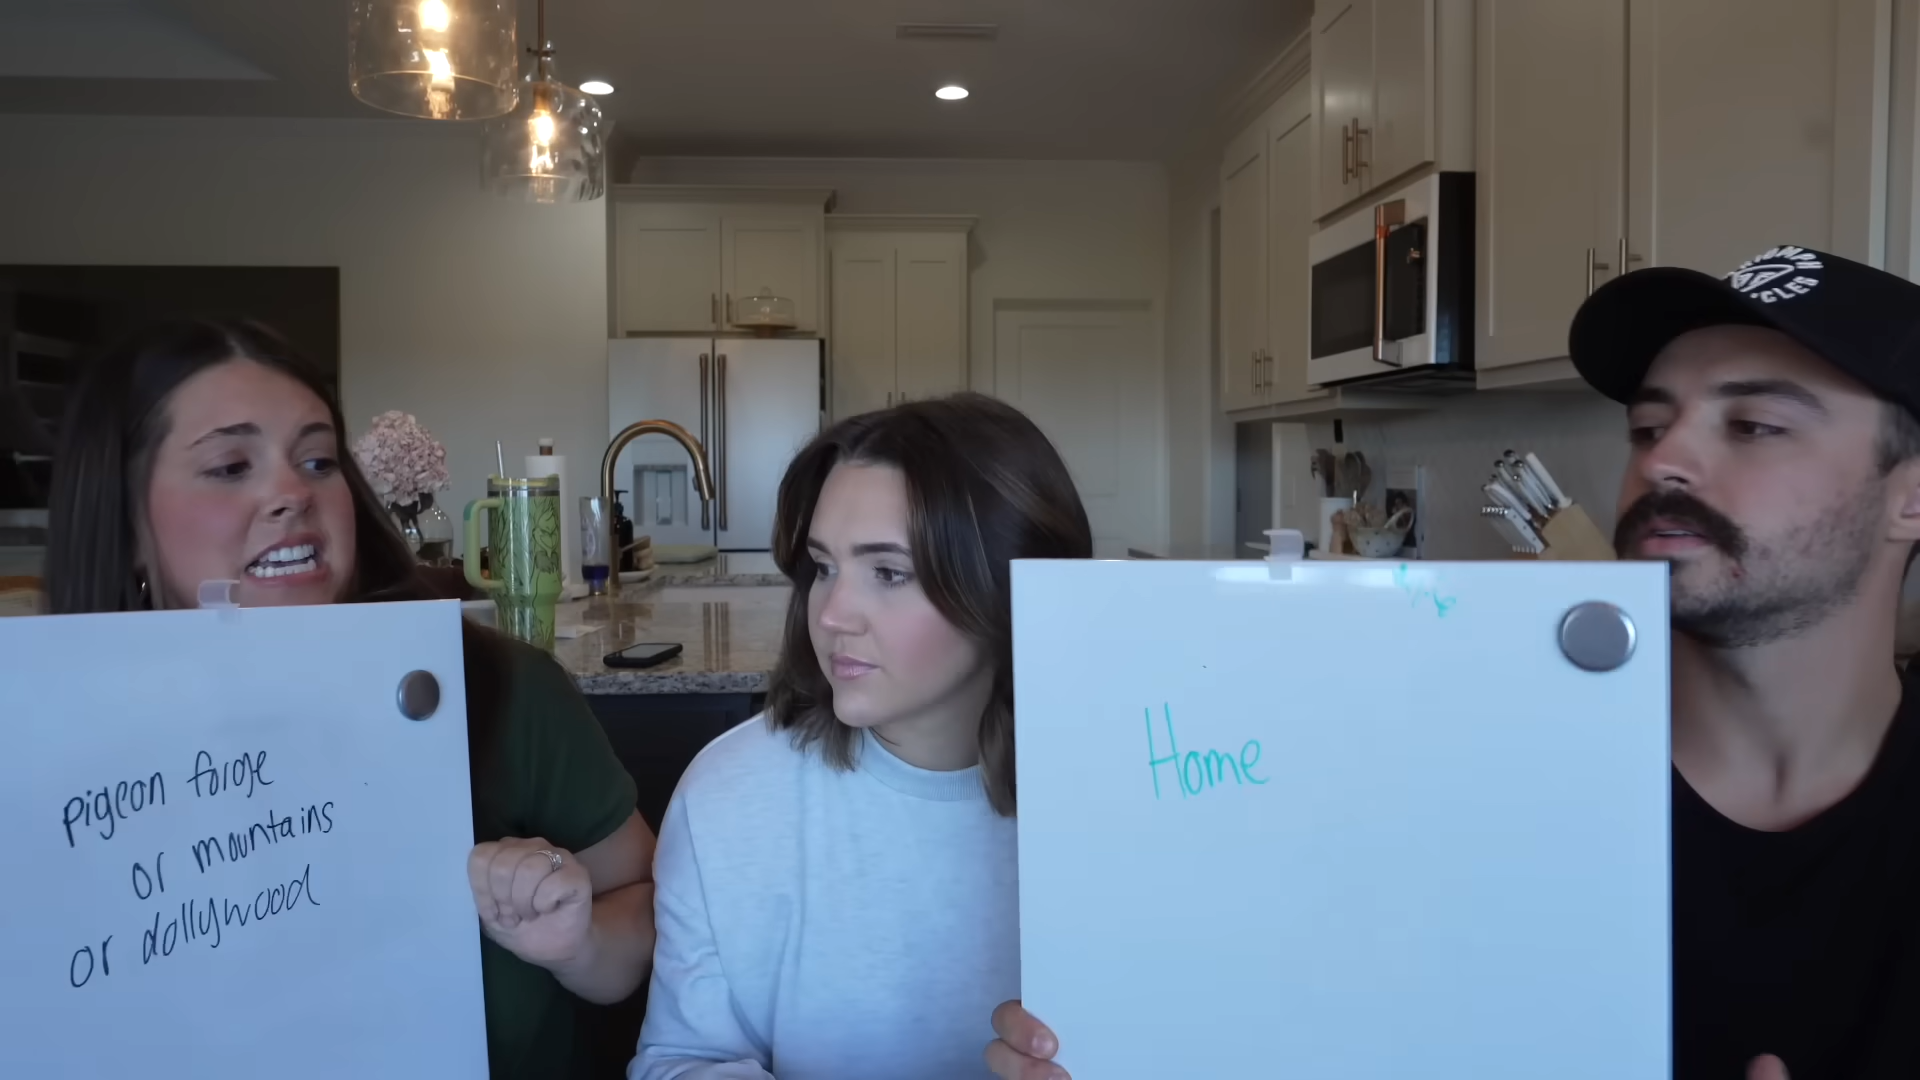 pigeon forge
or mountains
or dollywood
Home